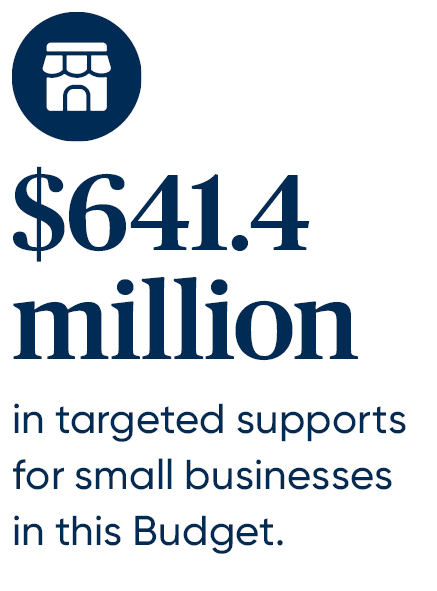 $641.4
million
in targeted supports
for small businesses
in this Budget.